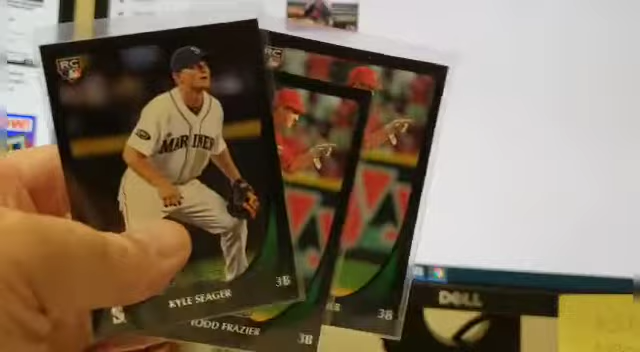 RC
RC
MARINERS
KYLE SEAGER
3B
TODD FRAZIER
3B
3B
DELL